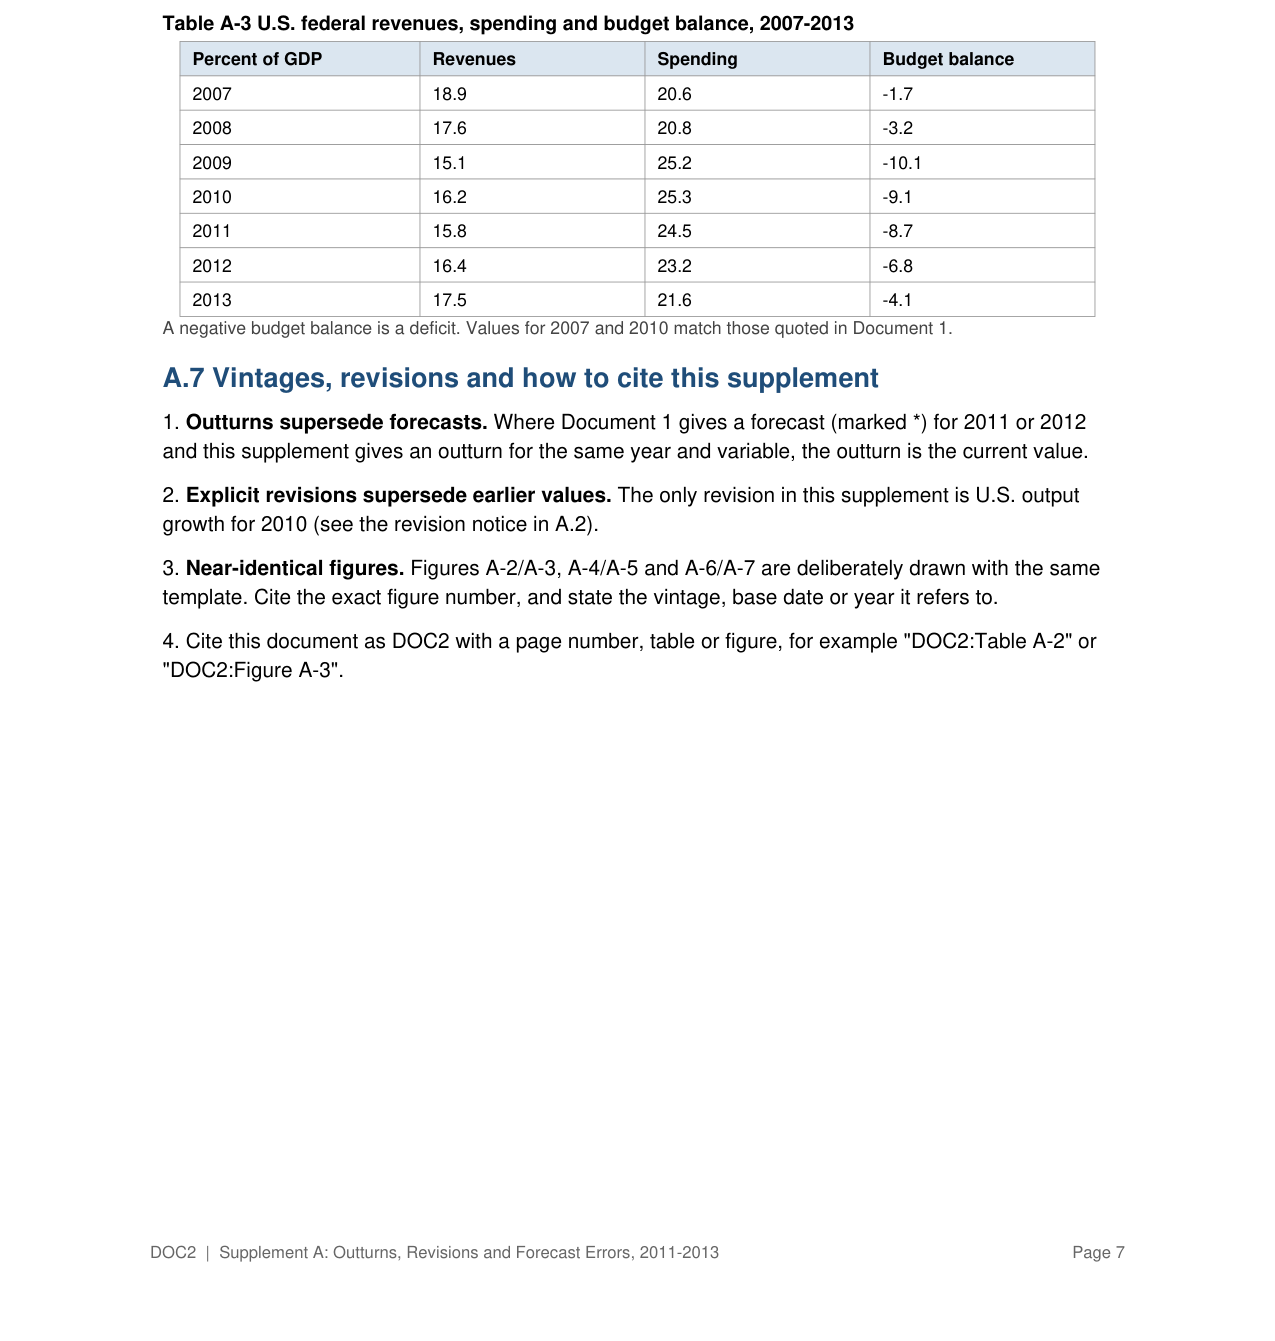 Table A-3 U.S. federal revenues, spending and budget balance, 2007-2013
Percent of GDP Revenues Spending Budget balance
2007 18.9 20.6 -1.7
2008 17.6 20.8 -3.2
2009 15.1 25.2 -10.1
2010 16.2 25.3 -9.1
2011 15.8 24.5 -8.7
2012 16.4 23.2 -6.8
2013 17.5 21.6 -4.1
A negative budget balance is a deficit. Values for 2007 and 2010 match those quoted in Document 1.
A.7 Vintages, revisions and how to cite this supplement
1. Outturns supersede forecasts. Where Document 1 gives a forecast (marked *) for 2011 or 2012
and this supplement gives an outturn for the same year and variable, the outturn is the current value.
2. Explicit revisions supersede earlier values. The only revision in this supplement is U.S. output
growth for 2010 (see the revision notice in A.2).
3. Near-identical figures. Figures A-2/A-3, A-4/A-5 and A-6/A-7 are deliberately drawn with the same
template. Cite the exact figure number, and state the vintage, base date or year it refers to.
4. Cite this document as DOC2 with a page number, table or figure, for example "DOC2:Table A-2" or
"DOC2:Figure A-3".
DOC2 | Supplement A: Outturns, Revisions and Forecast Errors, 2011-2013 Page 7